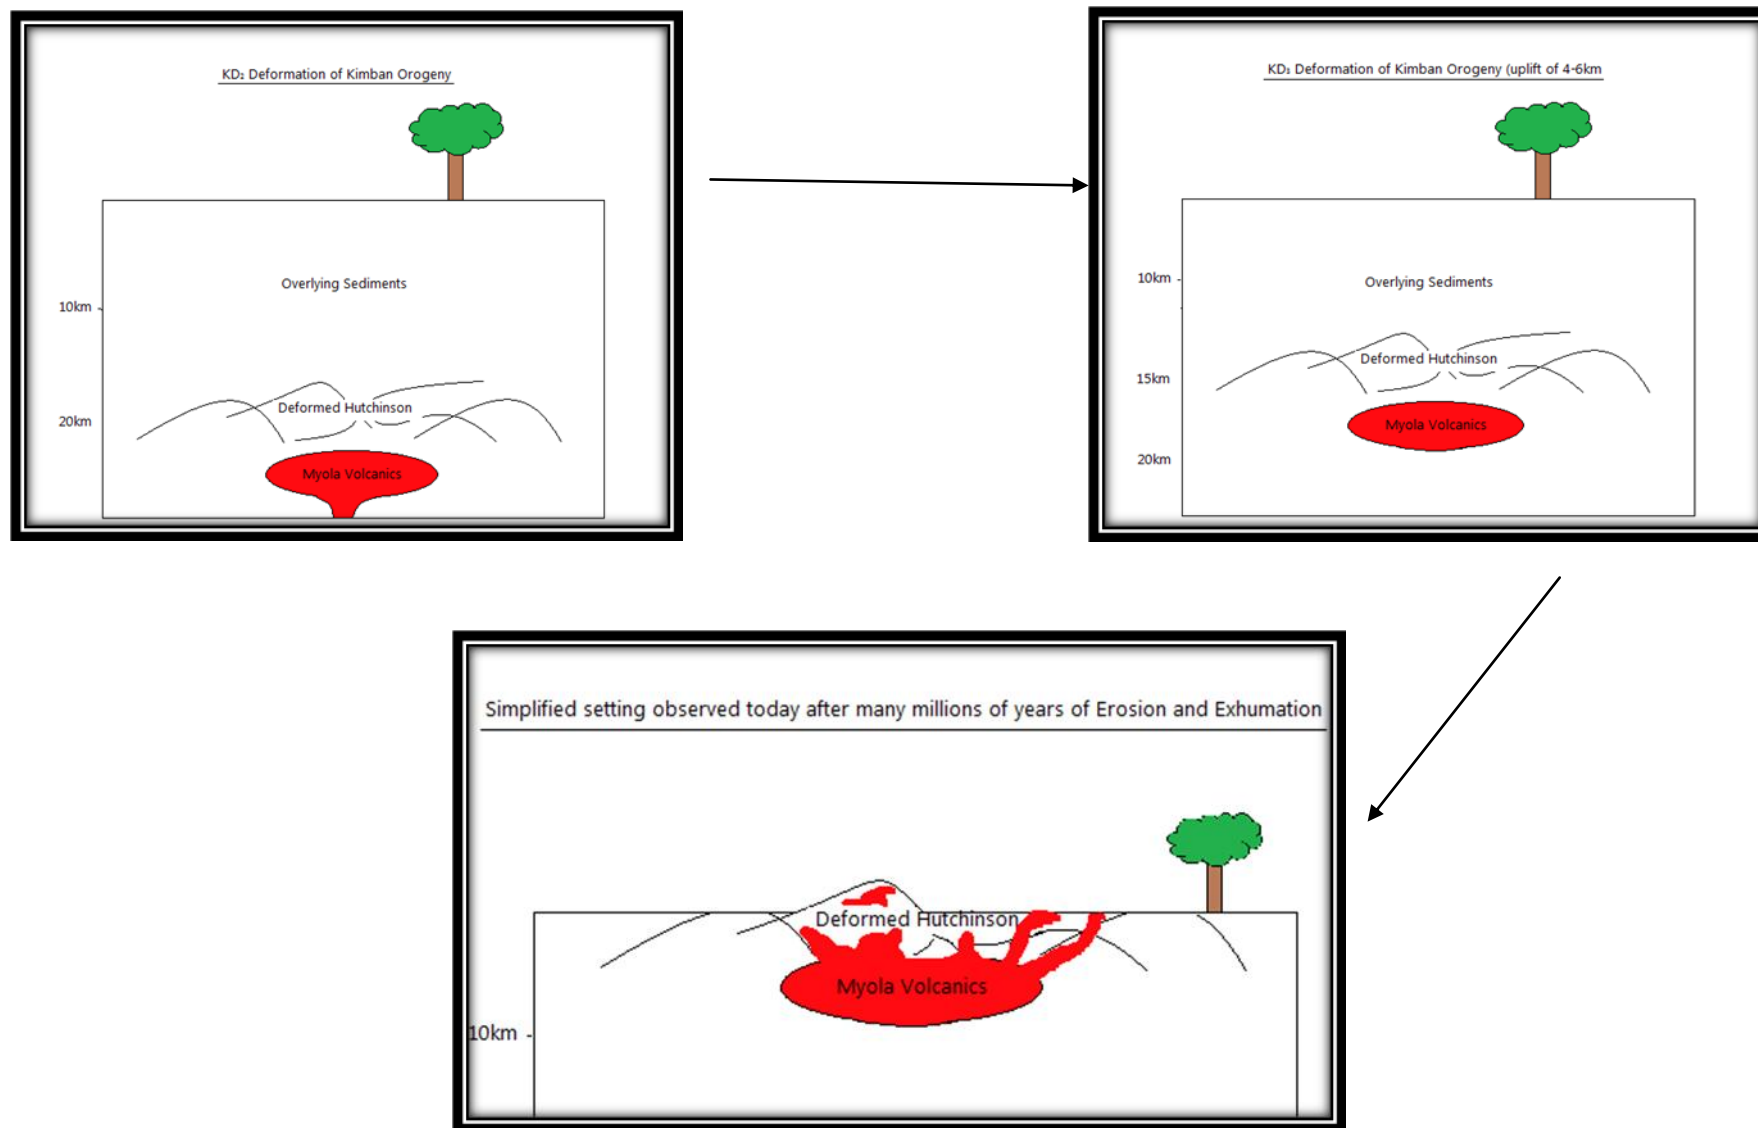 KD₂ Deformation of Kimban Orogeny
Overlying Sediments
10km
Deformed Hutchinson
20km
Myola Volcanics
KD₃ Deformation of Kimban Orogeny (uplift of 4-6km
10km
Overlying Sediments
Deformed Hutchinson
15km
Myola Volcanics
20km
Simplified setting observed today after many millions of years of Erosion and Exhumation
Deformed Hutchinson
Myola Volcanics
10km